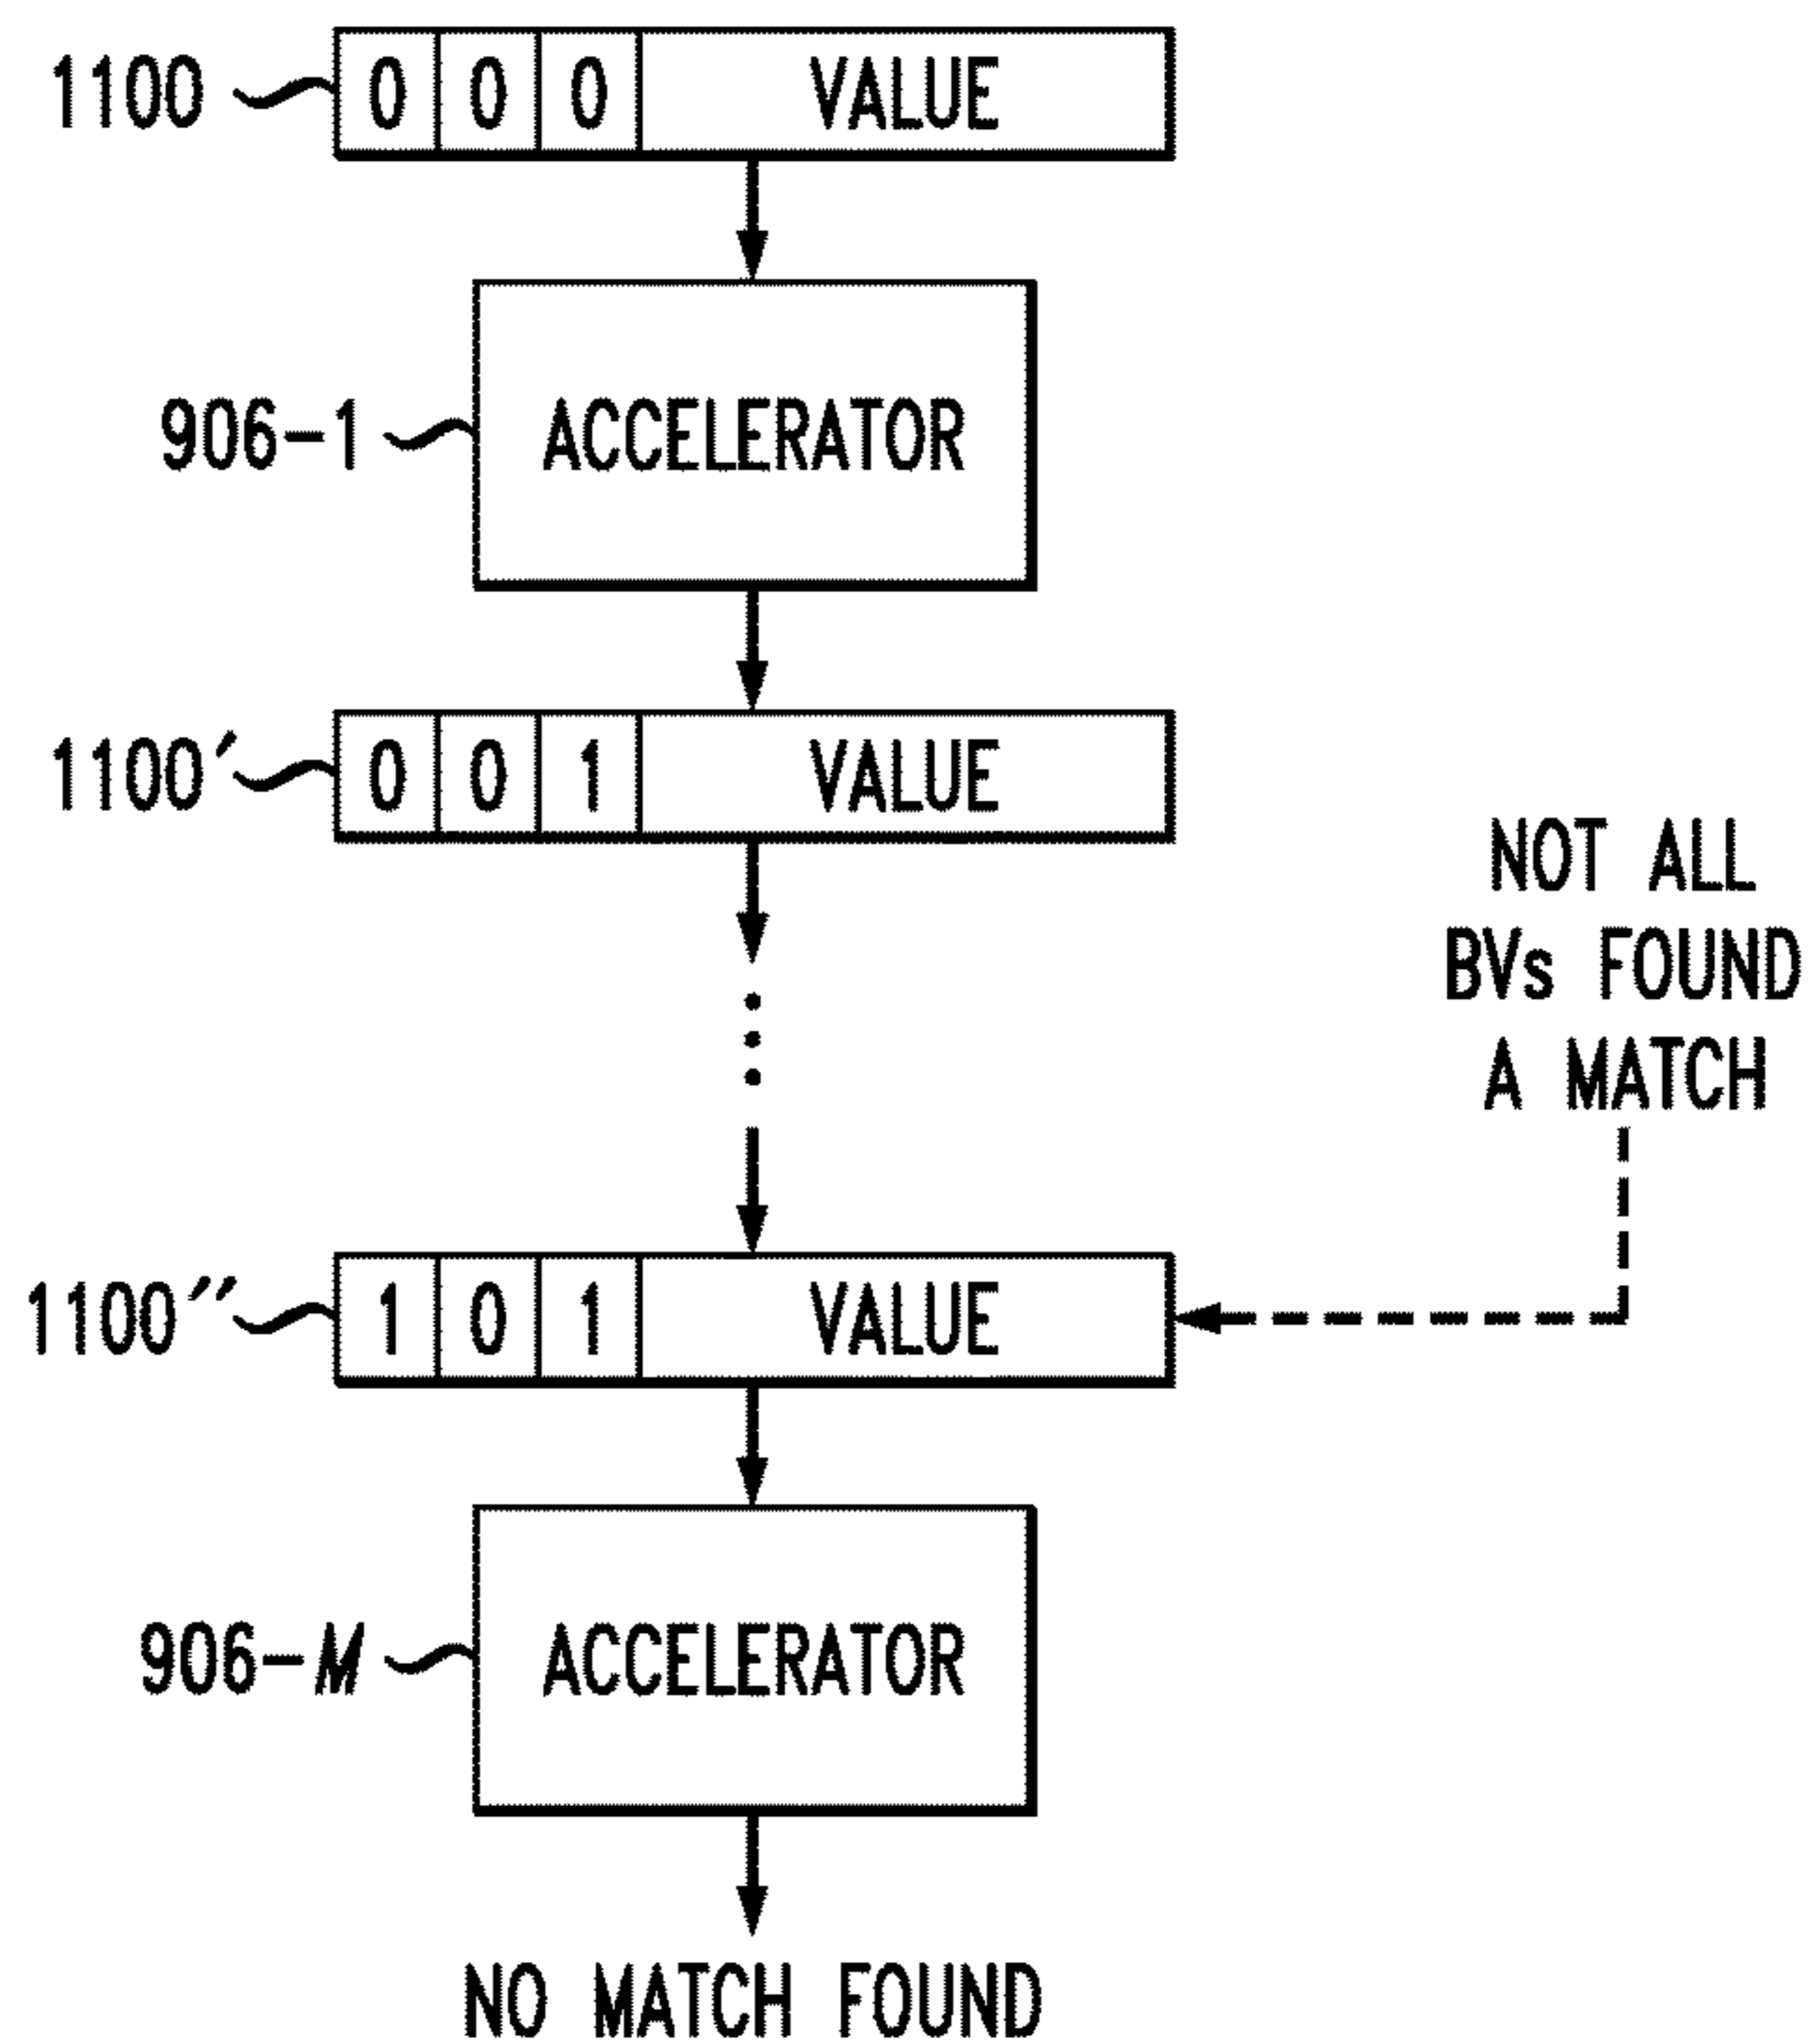 1100 0 0 0 VALUE
906-1 ACCELERATOR
1100′ 0 0 1 VALUE
NOT ALL
BVs FOUND
A MATCH
1100″ 1 0 1 VALUE
906-M ACCELERATOR
NO MATCH FOUND